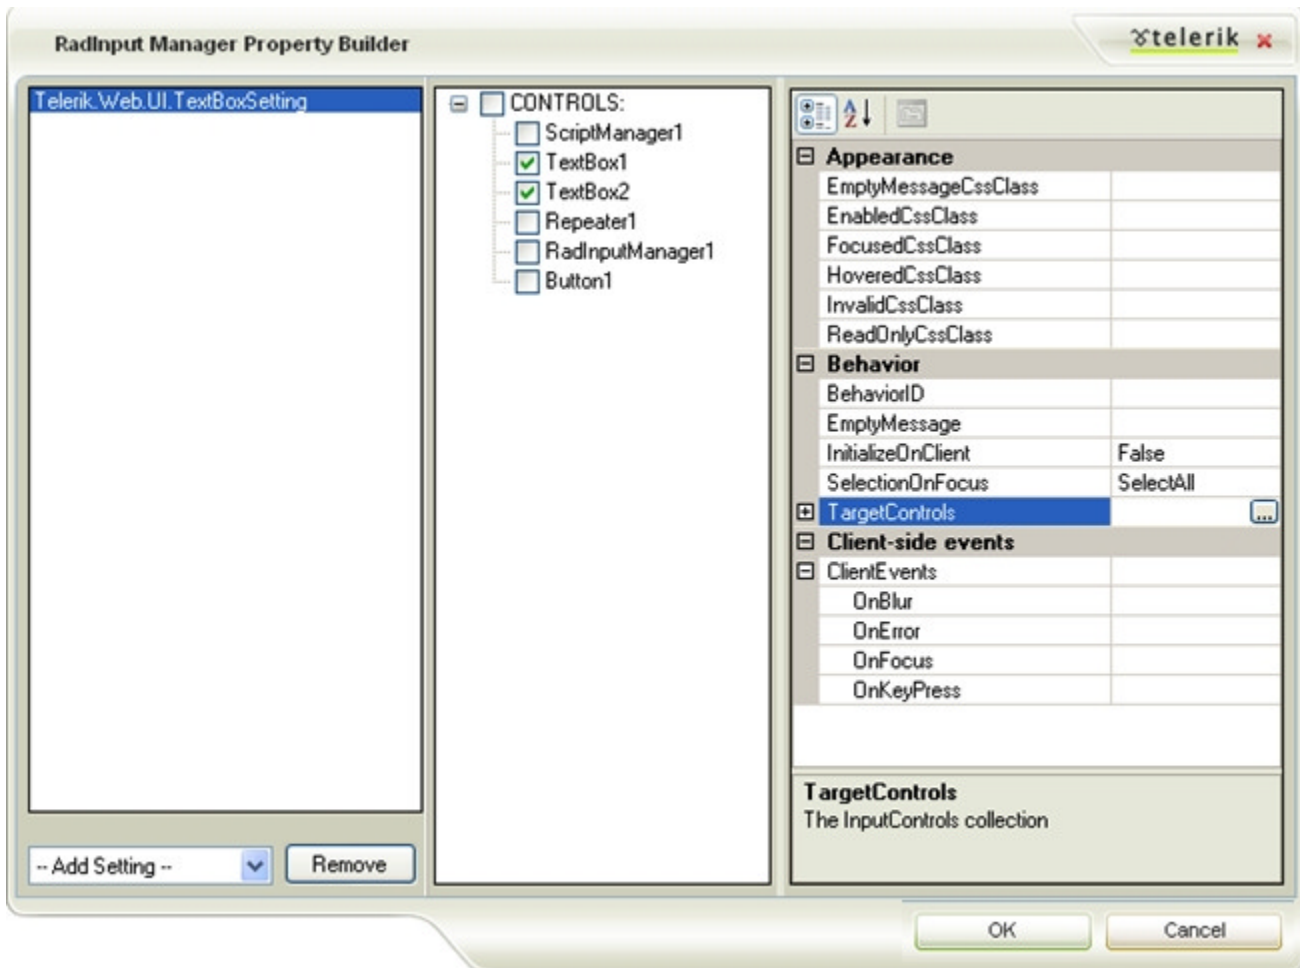 RadInput Manager Property Builder
telerik
Telerik.Web.UI.TextBoxSetting
-- Add Setting --
Remove
CONTROLS:
ScriptManager1
TextBox1
TextBox2
Repeater1
RadInputManager1
Button1
Appearance
EmptyMessageCssClass
EnabledCssClass
FocusedCssClass
HoveredCssClass
InvalidCssClass
ReadOnlyCssClass
Behavior
BehaviorID
EmptyMessage
InitializeOnClient False
SelectionOnFocus SelectAll
TargetControls ...
Client-side events
ClientEvents
OnBlur
OnError
OnFocus
OnKeyPress
TargetControls
The InputControls collection
OK
Cancel